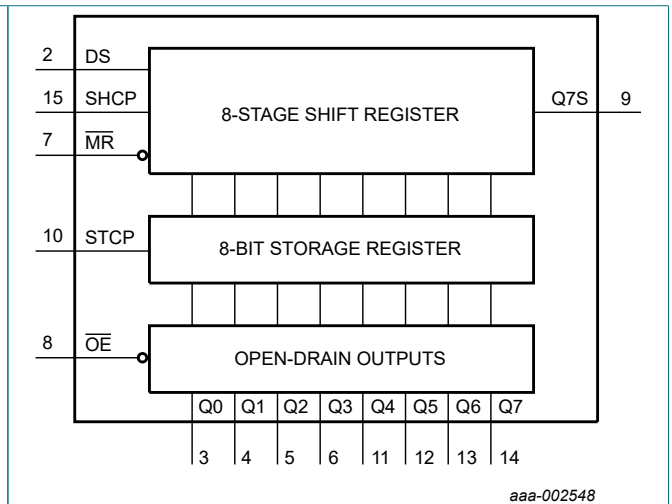 2 DS
15 SHCP
7 MR
8-STAGE SHIFT REGISTER
Q7S 9
10 STCP
8-BIT STORAGE REGISTER
8 OE
OPEN-DRAIN OUTPUTS
Q0 Q1 Q2 Q3 Q4 Q5 Q6 Q7
3 4 5 6 11 12 13 14
aaa-002548